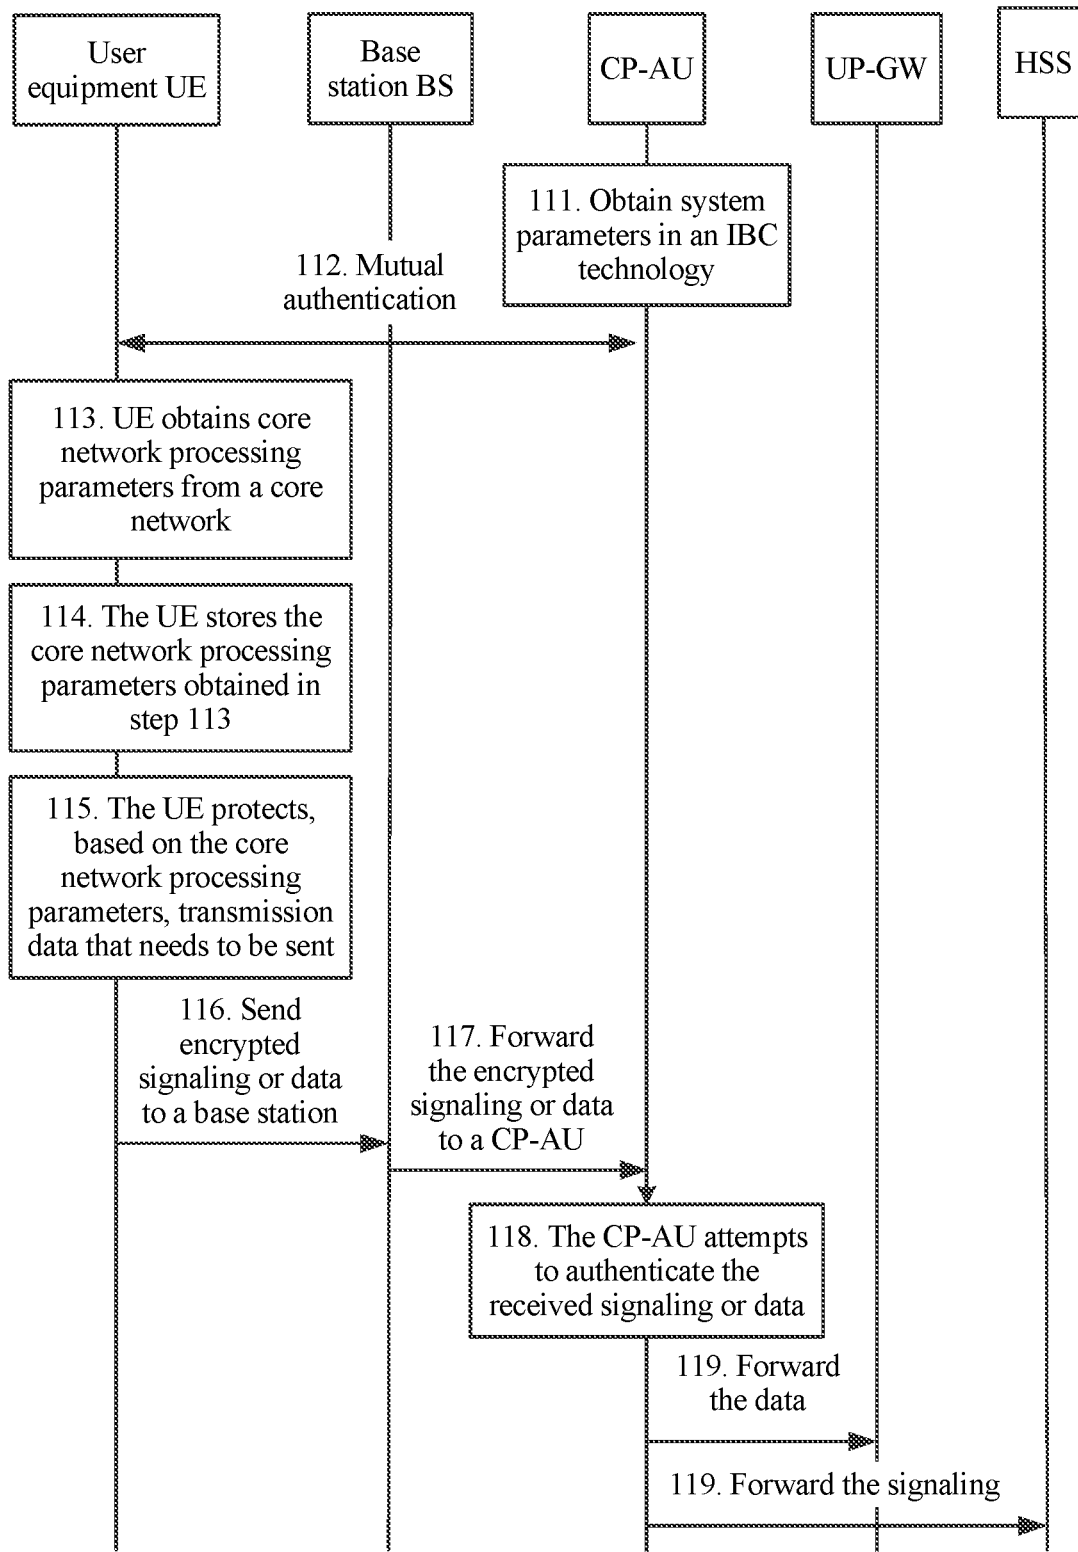 User
equipment UE
Base
station BS
CP-AU
UP-GW
HSS
111. Obtain system
parameters in an IBC
technology
112. Mutual
authentication
113. UE obtains core
network processing
parameters from a core
network
114. The UE stores the
core network processing
parameters obtained in
step 113
115. The UE protects,
based on the core
network processing
parameters, transmission
data that needs to be sent
116. Send
encrypted
signaling or data
to a base station
117. Forward
the encrypted
signaling or data
to a CP-AU
118. The CP-AU attempts
to authenticate the
received signaling or data
119. Forward
the data
119. Forward the signaling